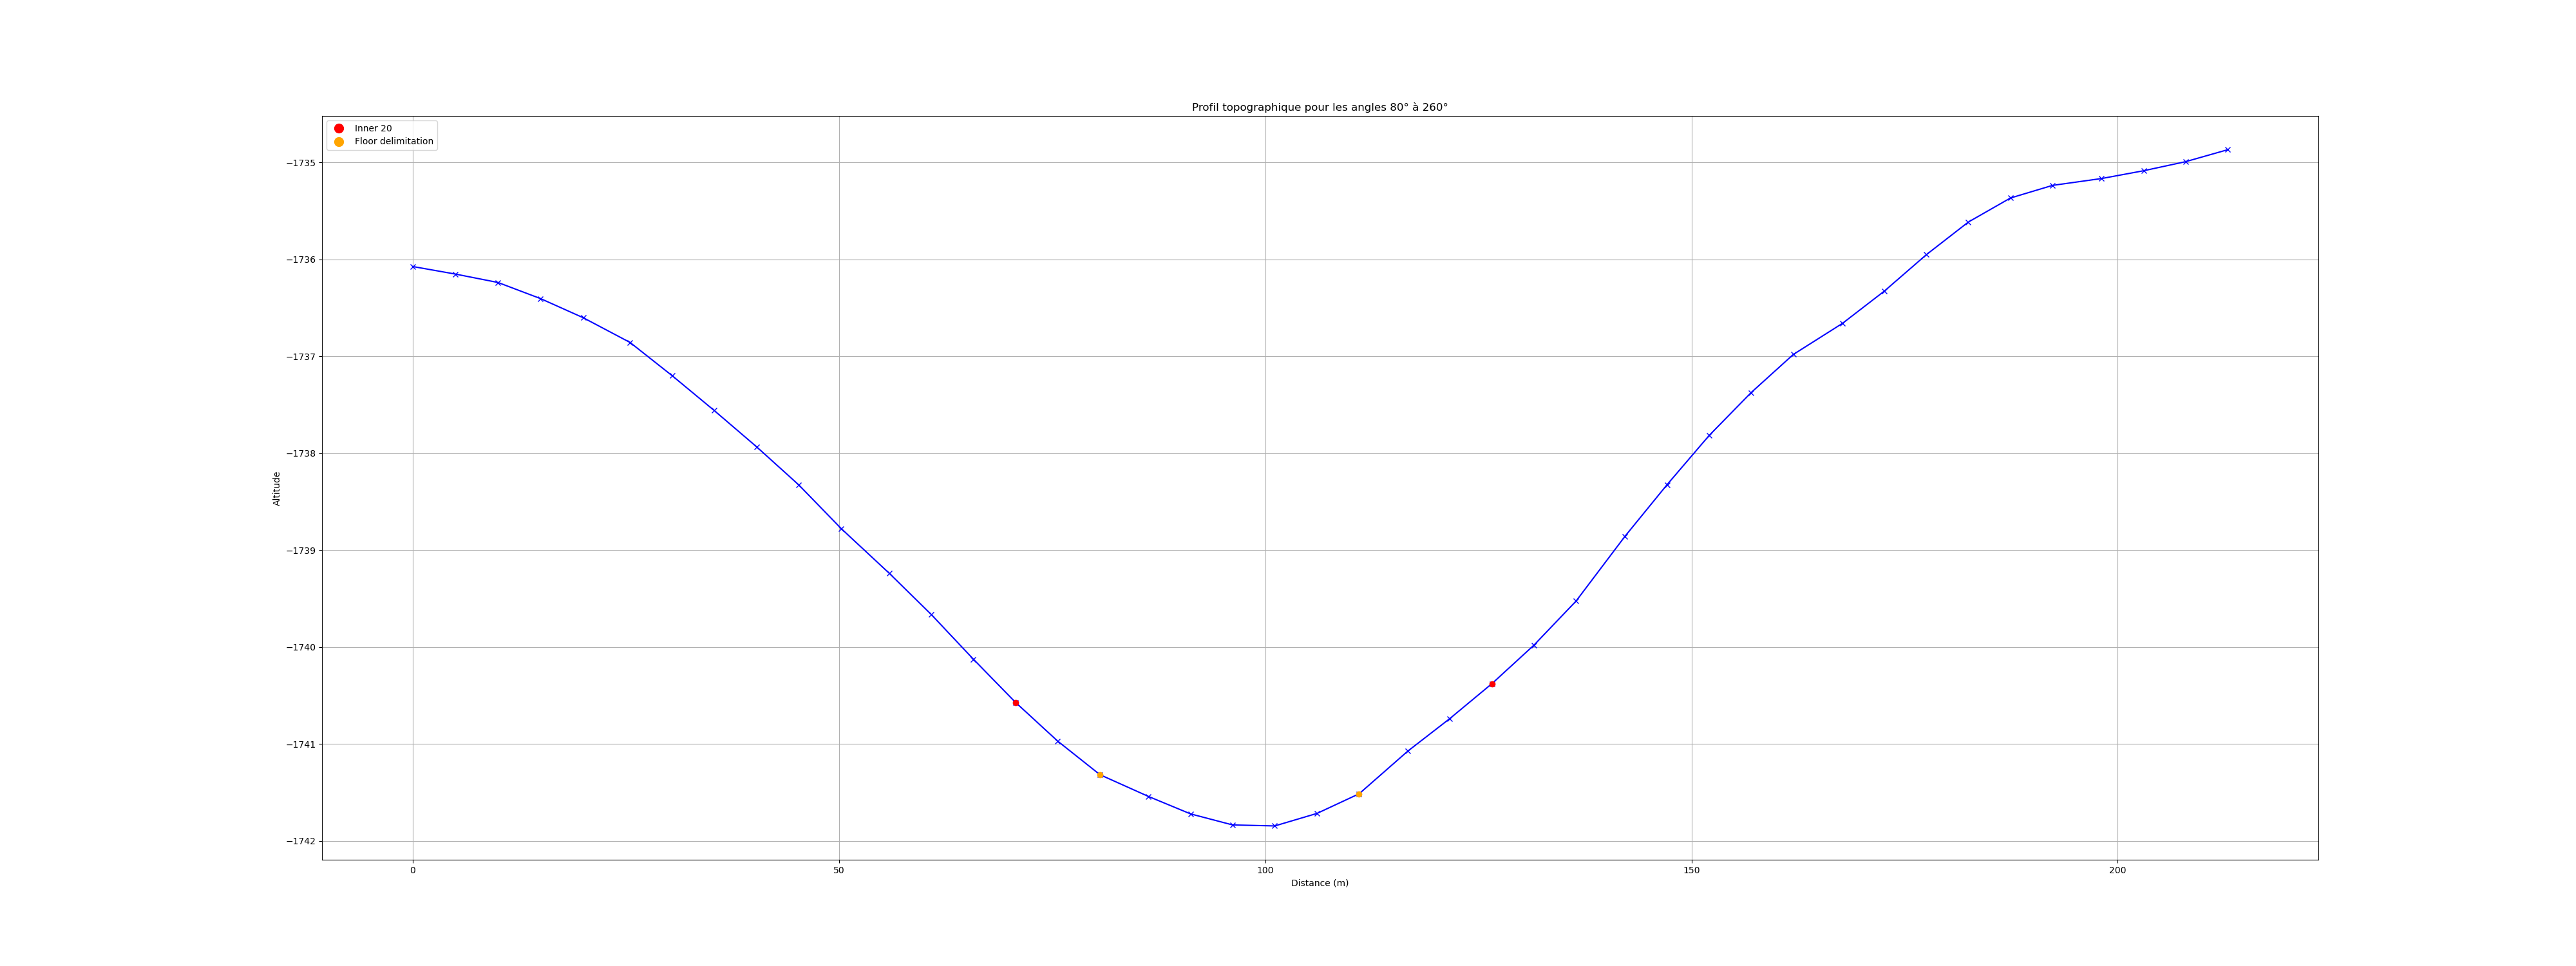 Profil topographique pour les angles 80° à 260°
Inner 20
Floor delimitation
−1735
−1736
−1737
−1738
−1739
−1740
−1741
−1742
Altitude
0 50 100 150 200
Distance (m)